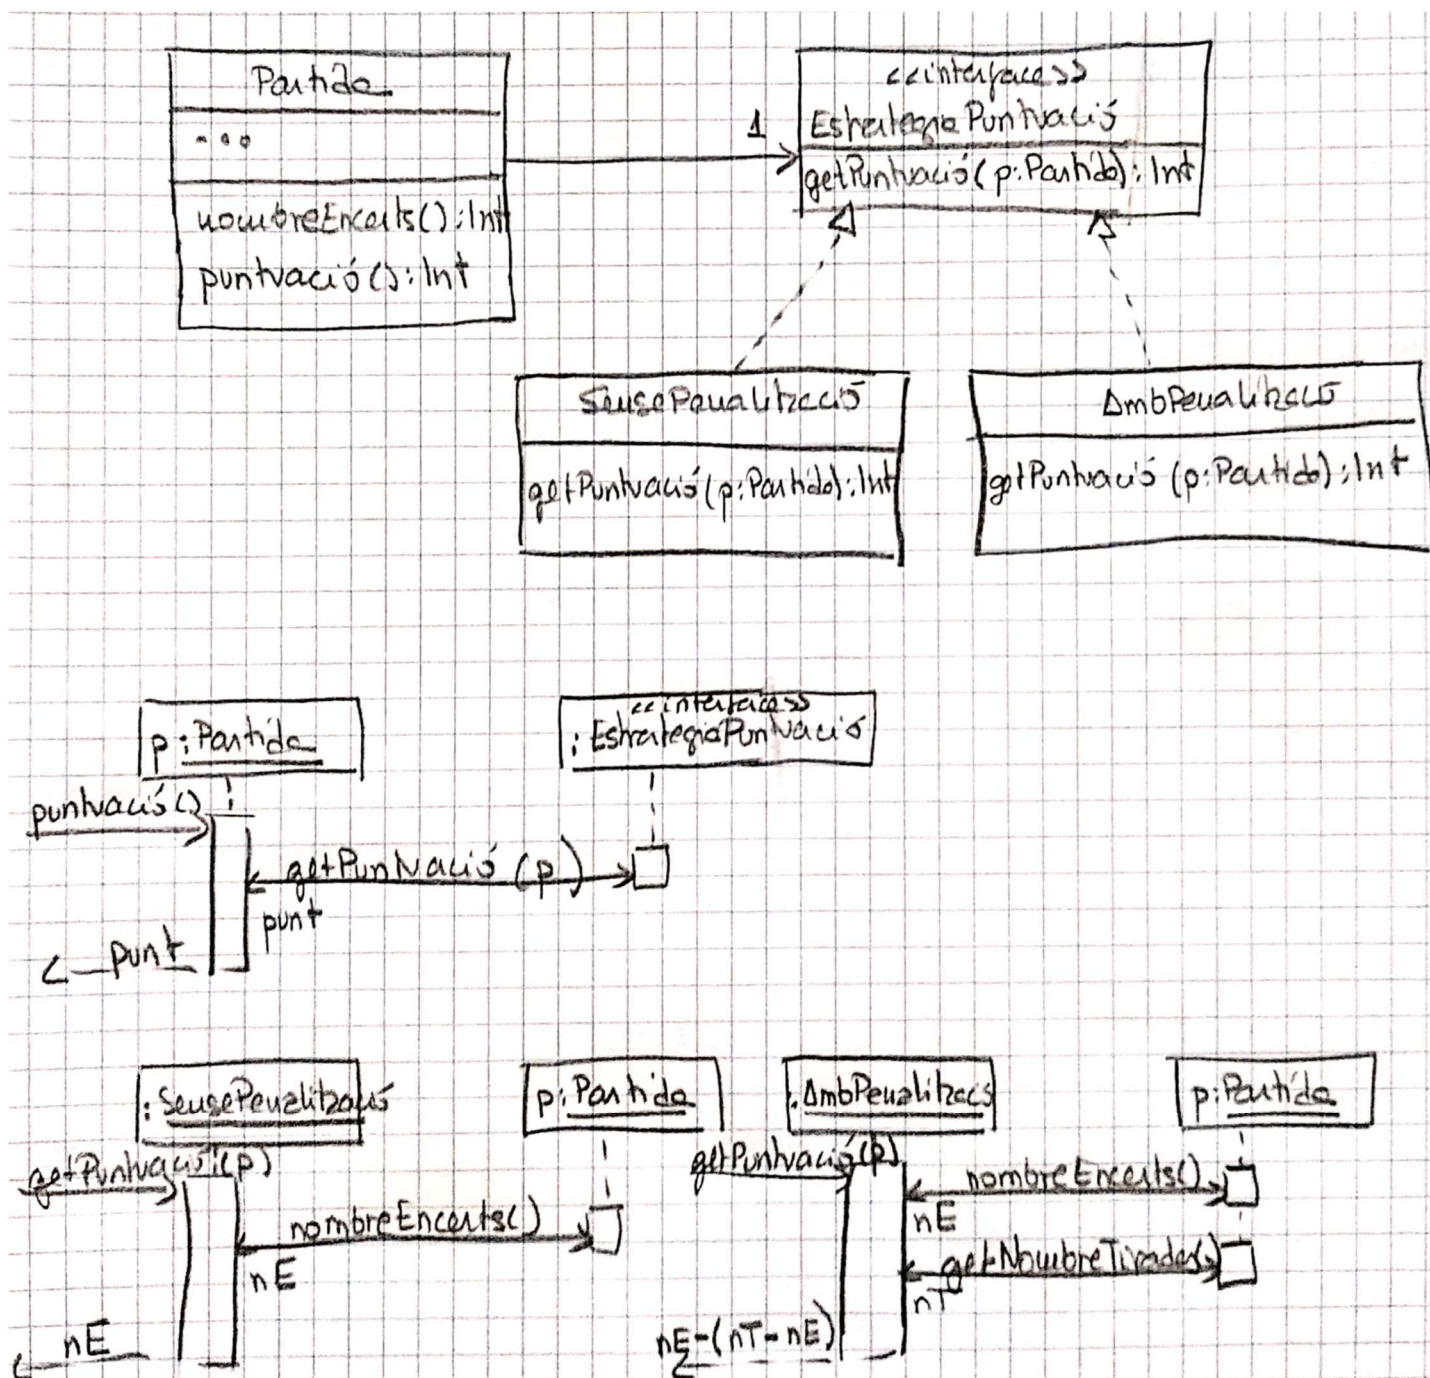 Partida
...
nombreEncerts(): Int
puntuació(): Int
1
<<interface>>
EstrategiaPuntuació
getPuntuació(p:Partida): Int
SensePenalització
getPuntuació(p:Partida): Int
AmbPenalització
getPuntuació(p:Partida): Int
p:Partida
<<interface>>
:EstrategiaPuntuació
puntuació()
getPuntuació (p)
punt
punt
:SensePenalització
p:Partida
getPuntuació(p)
nombreEncerts()
nE
nE
:AmbPenalització
p:Partida
getPuntuació(p)
nombreEncerts()
nE
getNombreTirades()
nT
nE-(nT-nE)